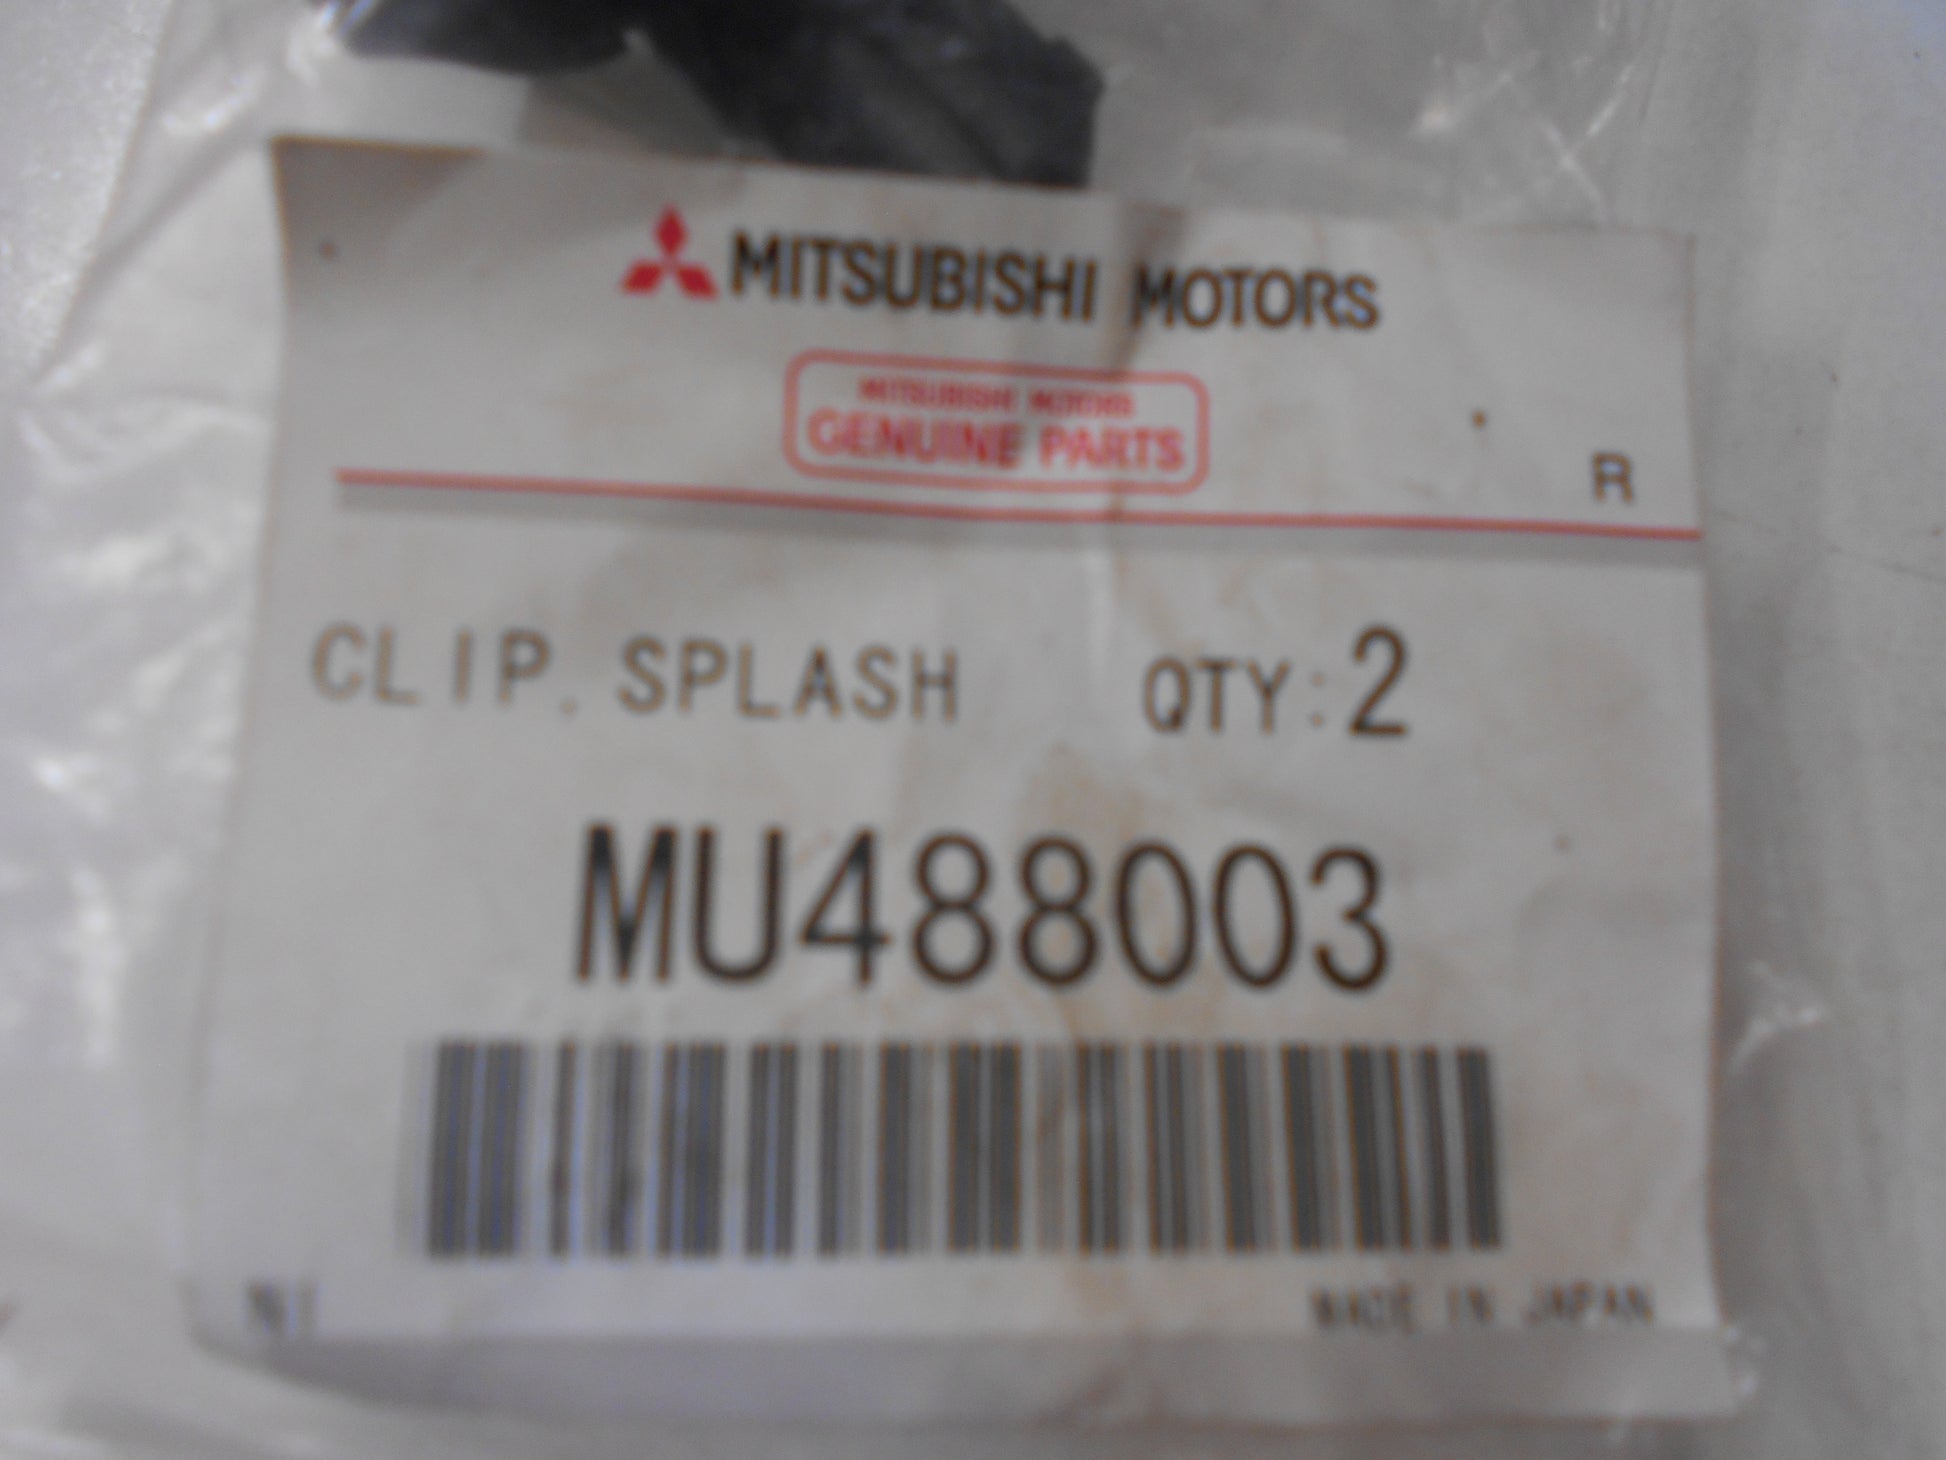 MITSUBISHI MOTORS
MITSUBISHI MOTORS
GENUINE PARTS
R
CLIP, SPLASH QTY:2
MU488003
MADE IN JAPAN